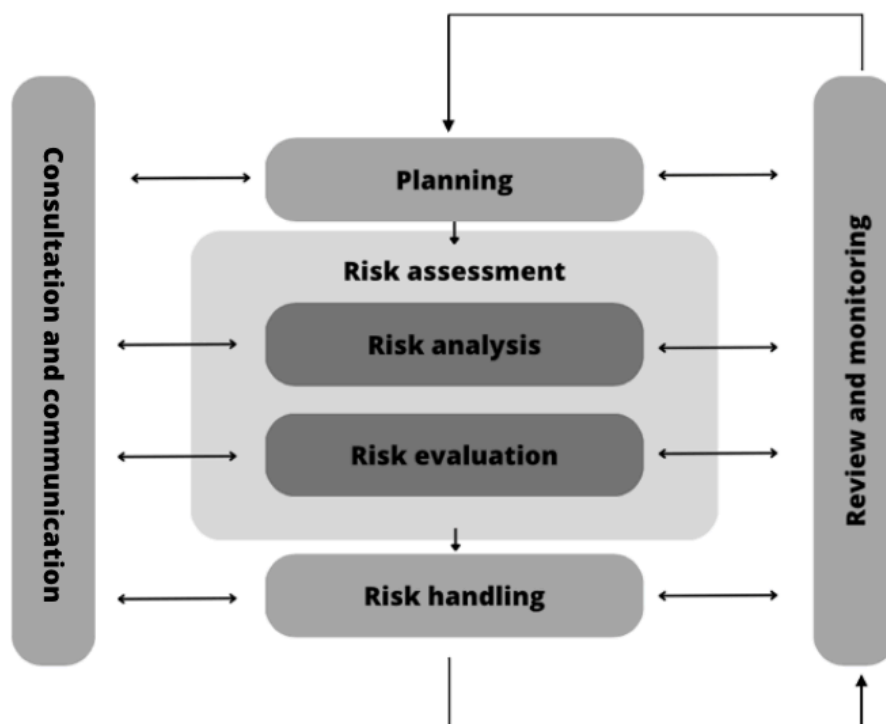 Consultation and communication
Planning
Risk assessment
Risk analysis
Risk evaluation
Risk handling
Review and monitoring